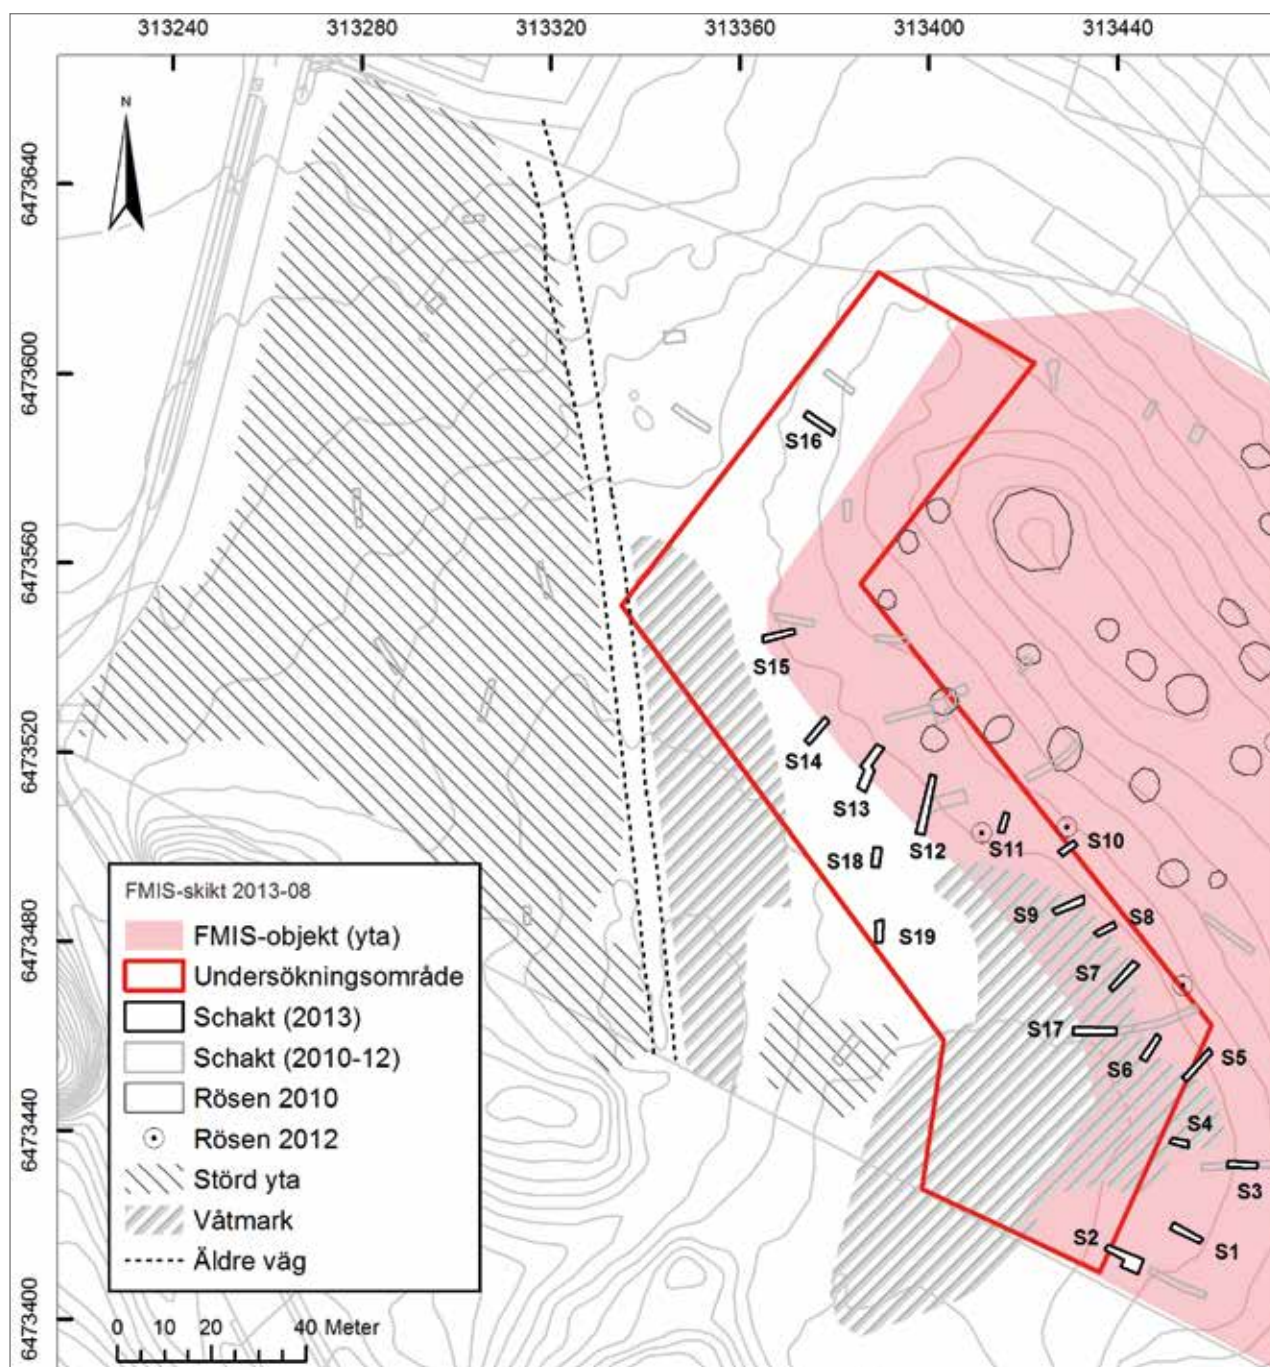 313240 313280 313320 313360 313400 313440
N
6473640
6473600
6473560
6473520
6473480
6473440
6473400
S16
S15
S14
S13
S12
S11
S10
S18
S9
S8
S19
S7
S17
S6
S5
S4
S3
S2
S1
FMIS-skikt 2013-08
FMIS-objekt (yta)
Undersökningsområde
Schakt (2013)
Schakt (2010-12)
Rösen 2010
Rösen 2012
Störd yta
Våtmark
Äldre väg
0 10 20 40 Meter